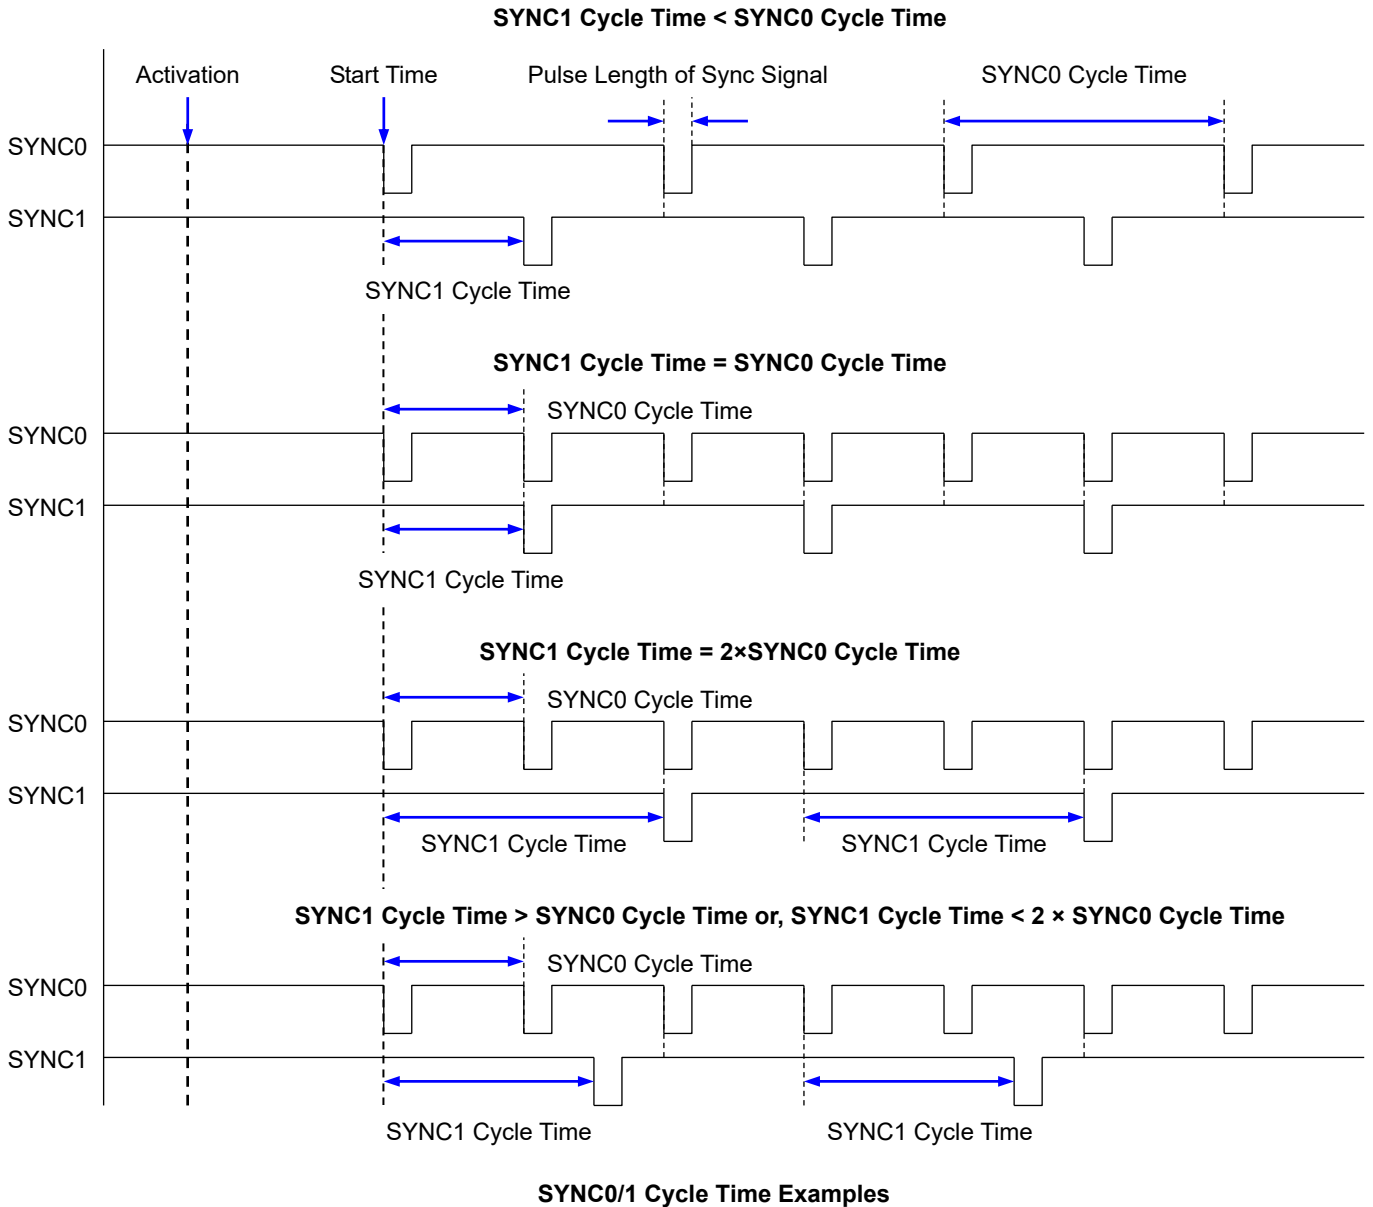 SYNC1 Cycle Time < SYNC0 Cycle Time
Activation
Start Time
Pulse Length of Sync Signal
SYNC0 Cycle Time
SYNC0
SYNC1
SYNC1 Cycle Time
SYNC1 Cycle Time = SYNC0 Cycle Time
SYNC0 Cycle Time
SYNC0
SYNC1
SYNC1 Cycle Time
SYNC1 Cycle Time = 2×SYNC0 Cycle Time
SYNC0 Cycle Time
SYNC0
SYNC1
SYNC1 Cycle Time
SYNC1 Cycle Time
SYNC1 Cycle Time > SYNC0 Cycle Time or, SYNC1 Cycle Time < 2 × SYNC0 Cycle Time
SYNC0 Cycle Time
SYNC0
SYNC1
SYNC1 Cycle Time
SYNC1 Cycle Time
SYNC0/1 Cycle Time Examples